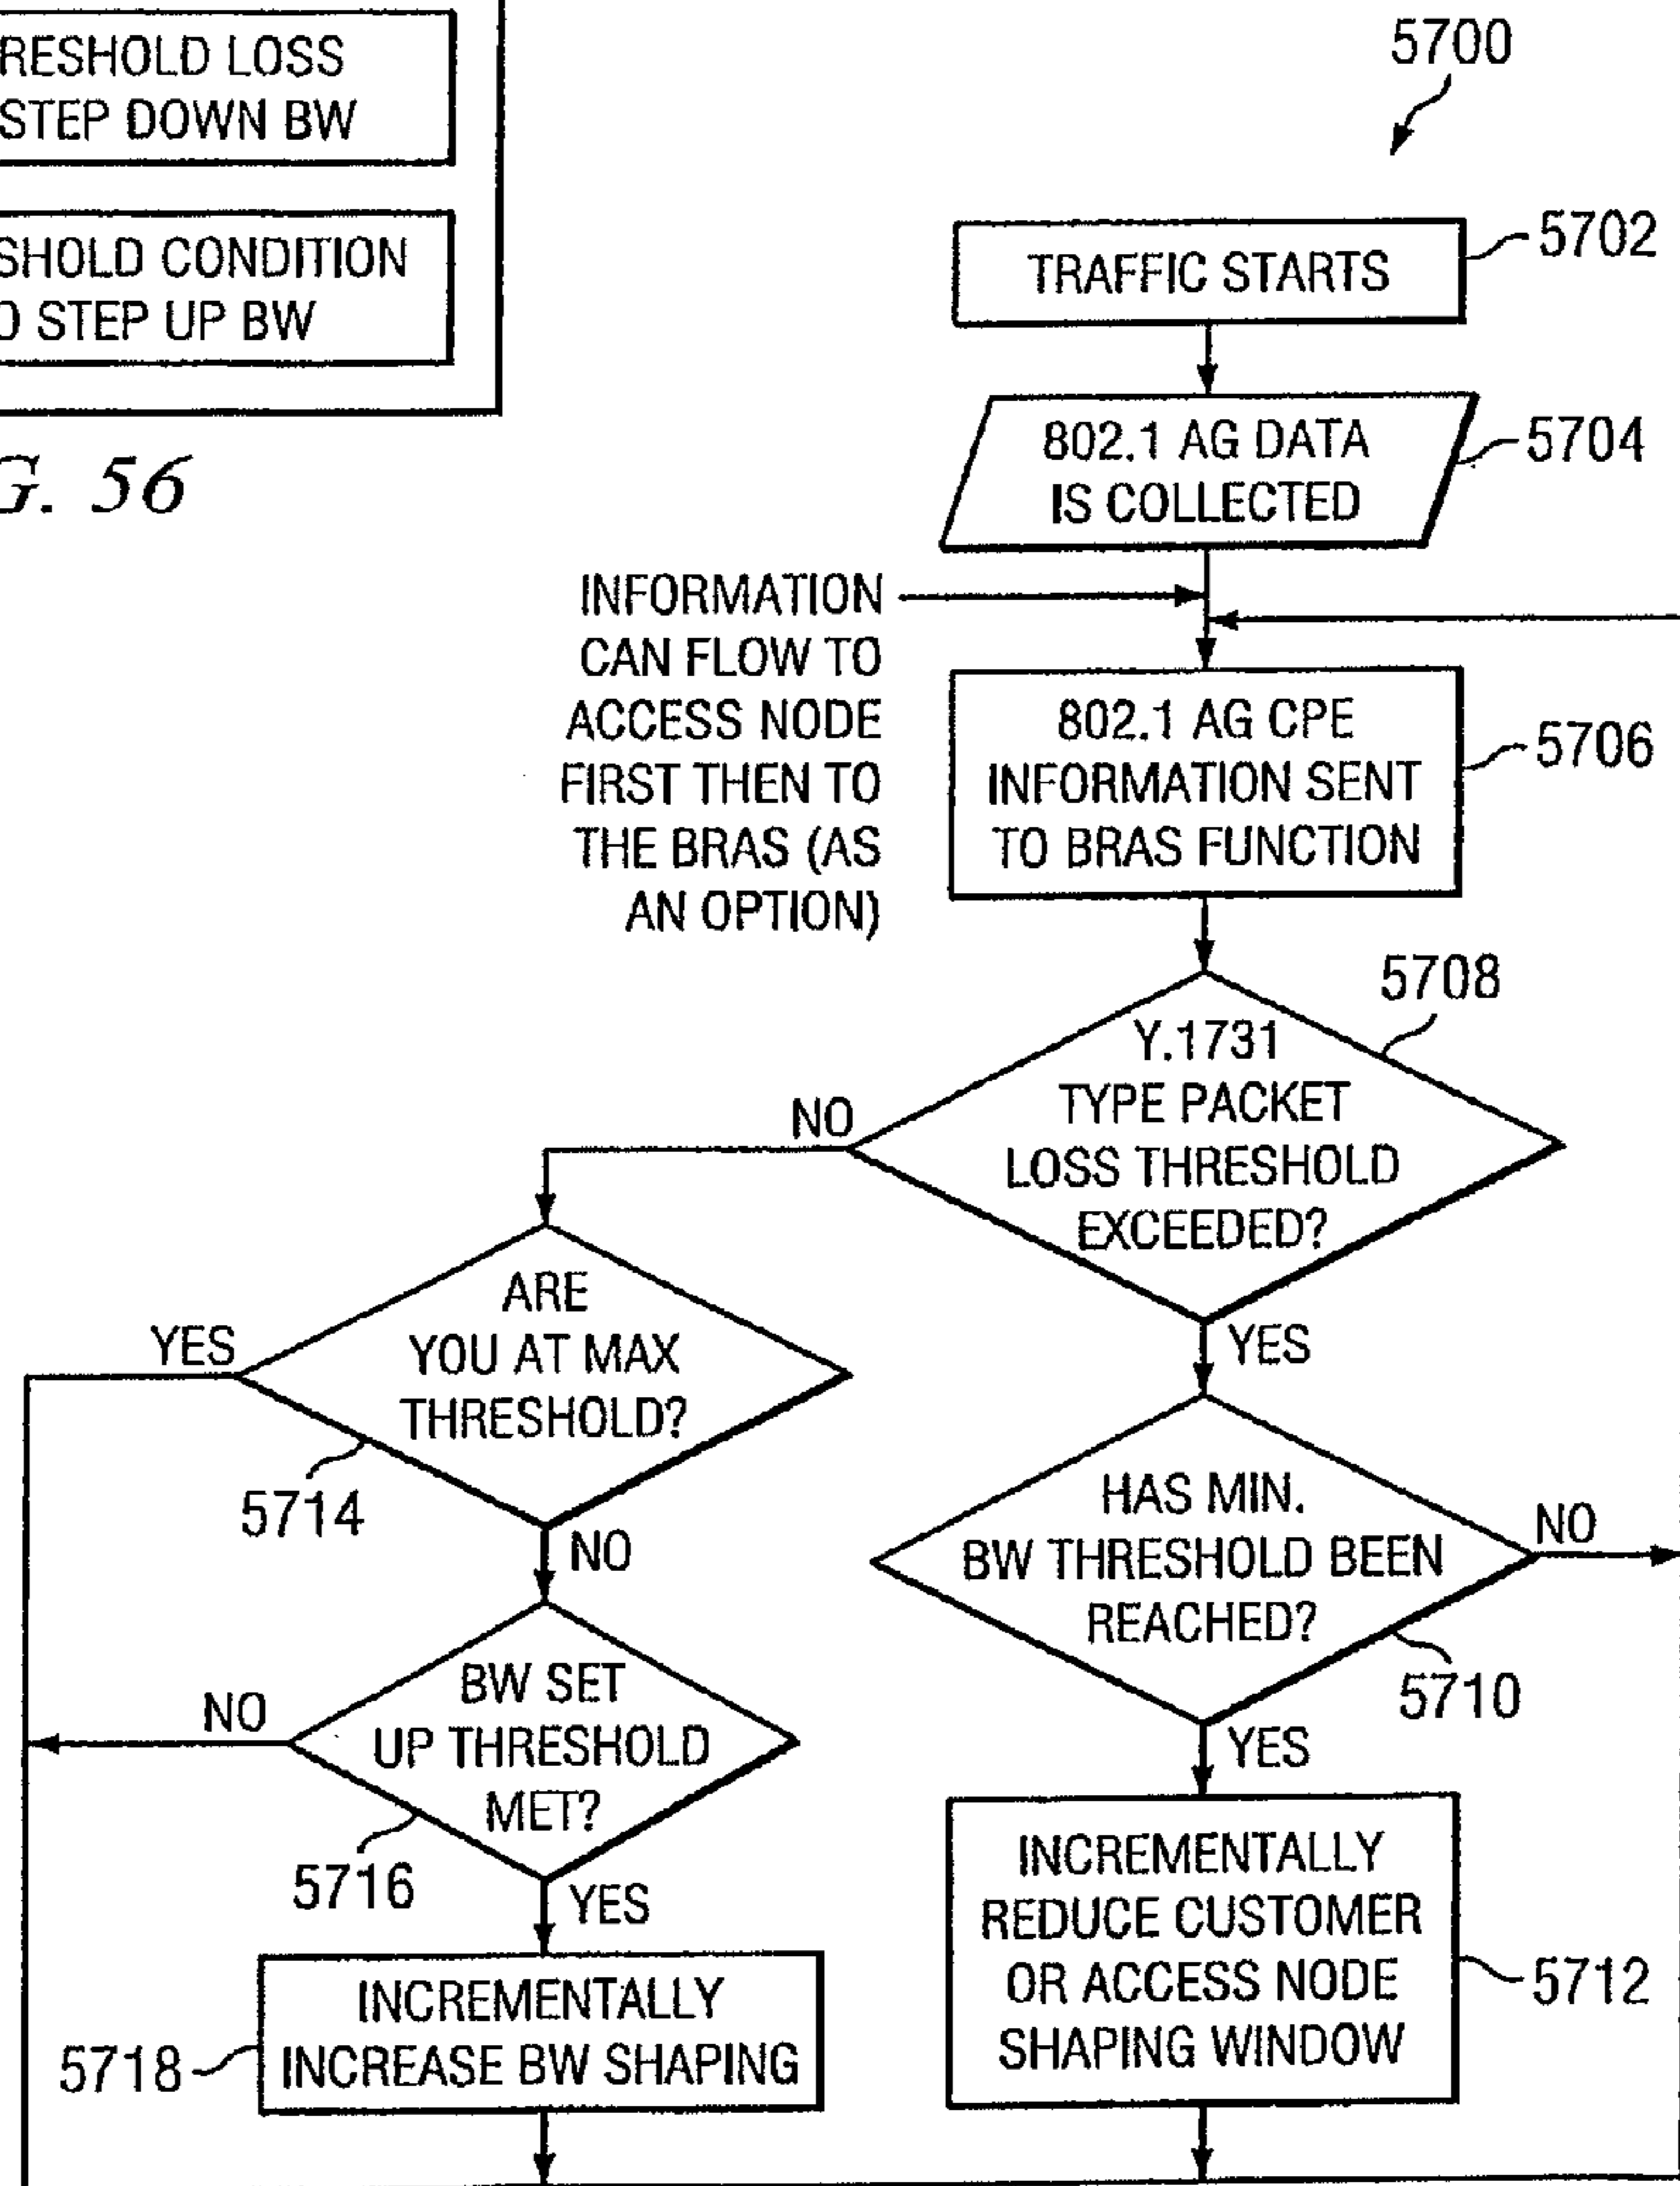 RESHOLD LOSS
STEP DOWN BW
SHOLD CONDITION
O STEP UP BW
G. 56
5700
TRAFFIC STARTS
5702
802.1 AG DATA
IS COLLECTED
5704
INFORMATION
CAN FLOW TO
ACCESS NODE
FIRST THEN TO
THE BRAS (AS
AN OPTION)
802.1 AG CPE
INFORMATION SENT
TO BRAS FUNCTION
5706
5708
Y.1731
TYPE PACKET
LOSS THRESHOLD
EXCEEDED?
NO
YES
ARE
YOU AT MAX
THRESHOLD?
YES
5714
NO
HAS MIN.
BW THRESHOLD BEEN
REACHED?
NO
5710
YES
BW SET
UP THRESHOLD
MET?
NO
5716
YES
INCREMENTALLY
INCREASE BW SHAPING
5718
INCREMENTALLY
REDUCE CUSTOMER
OR ACCESS NODE
SHAPING WINDOW
5712